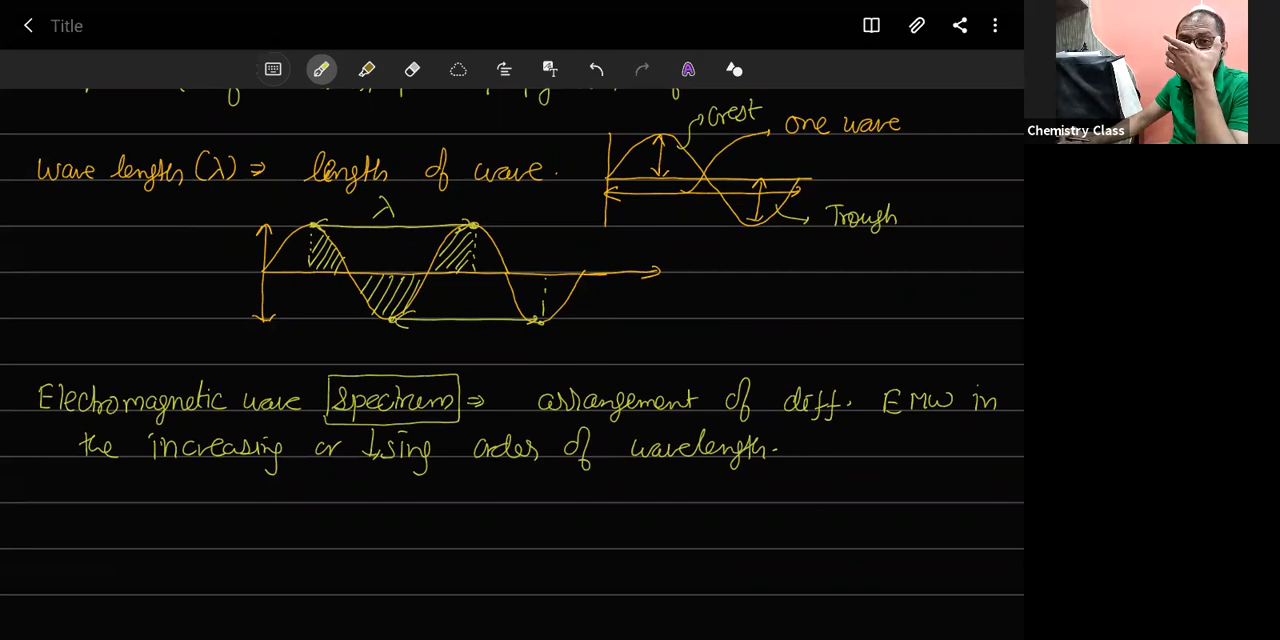 Title
Crest
one wave
wave length (λ) ⇒ length of wave.
λ
Trough
Electromagnetic wave spectrum ⇒ arrangement of diff. EMW in
the increasing or ↓sing order of wavelength.
Chemistry Class